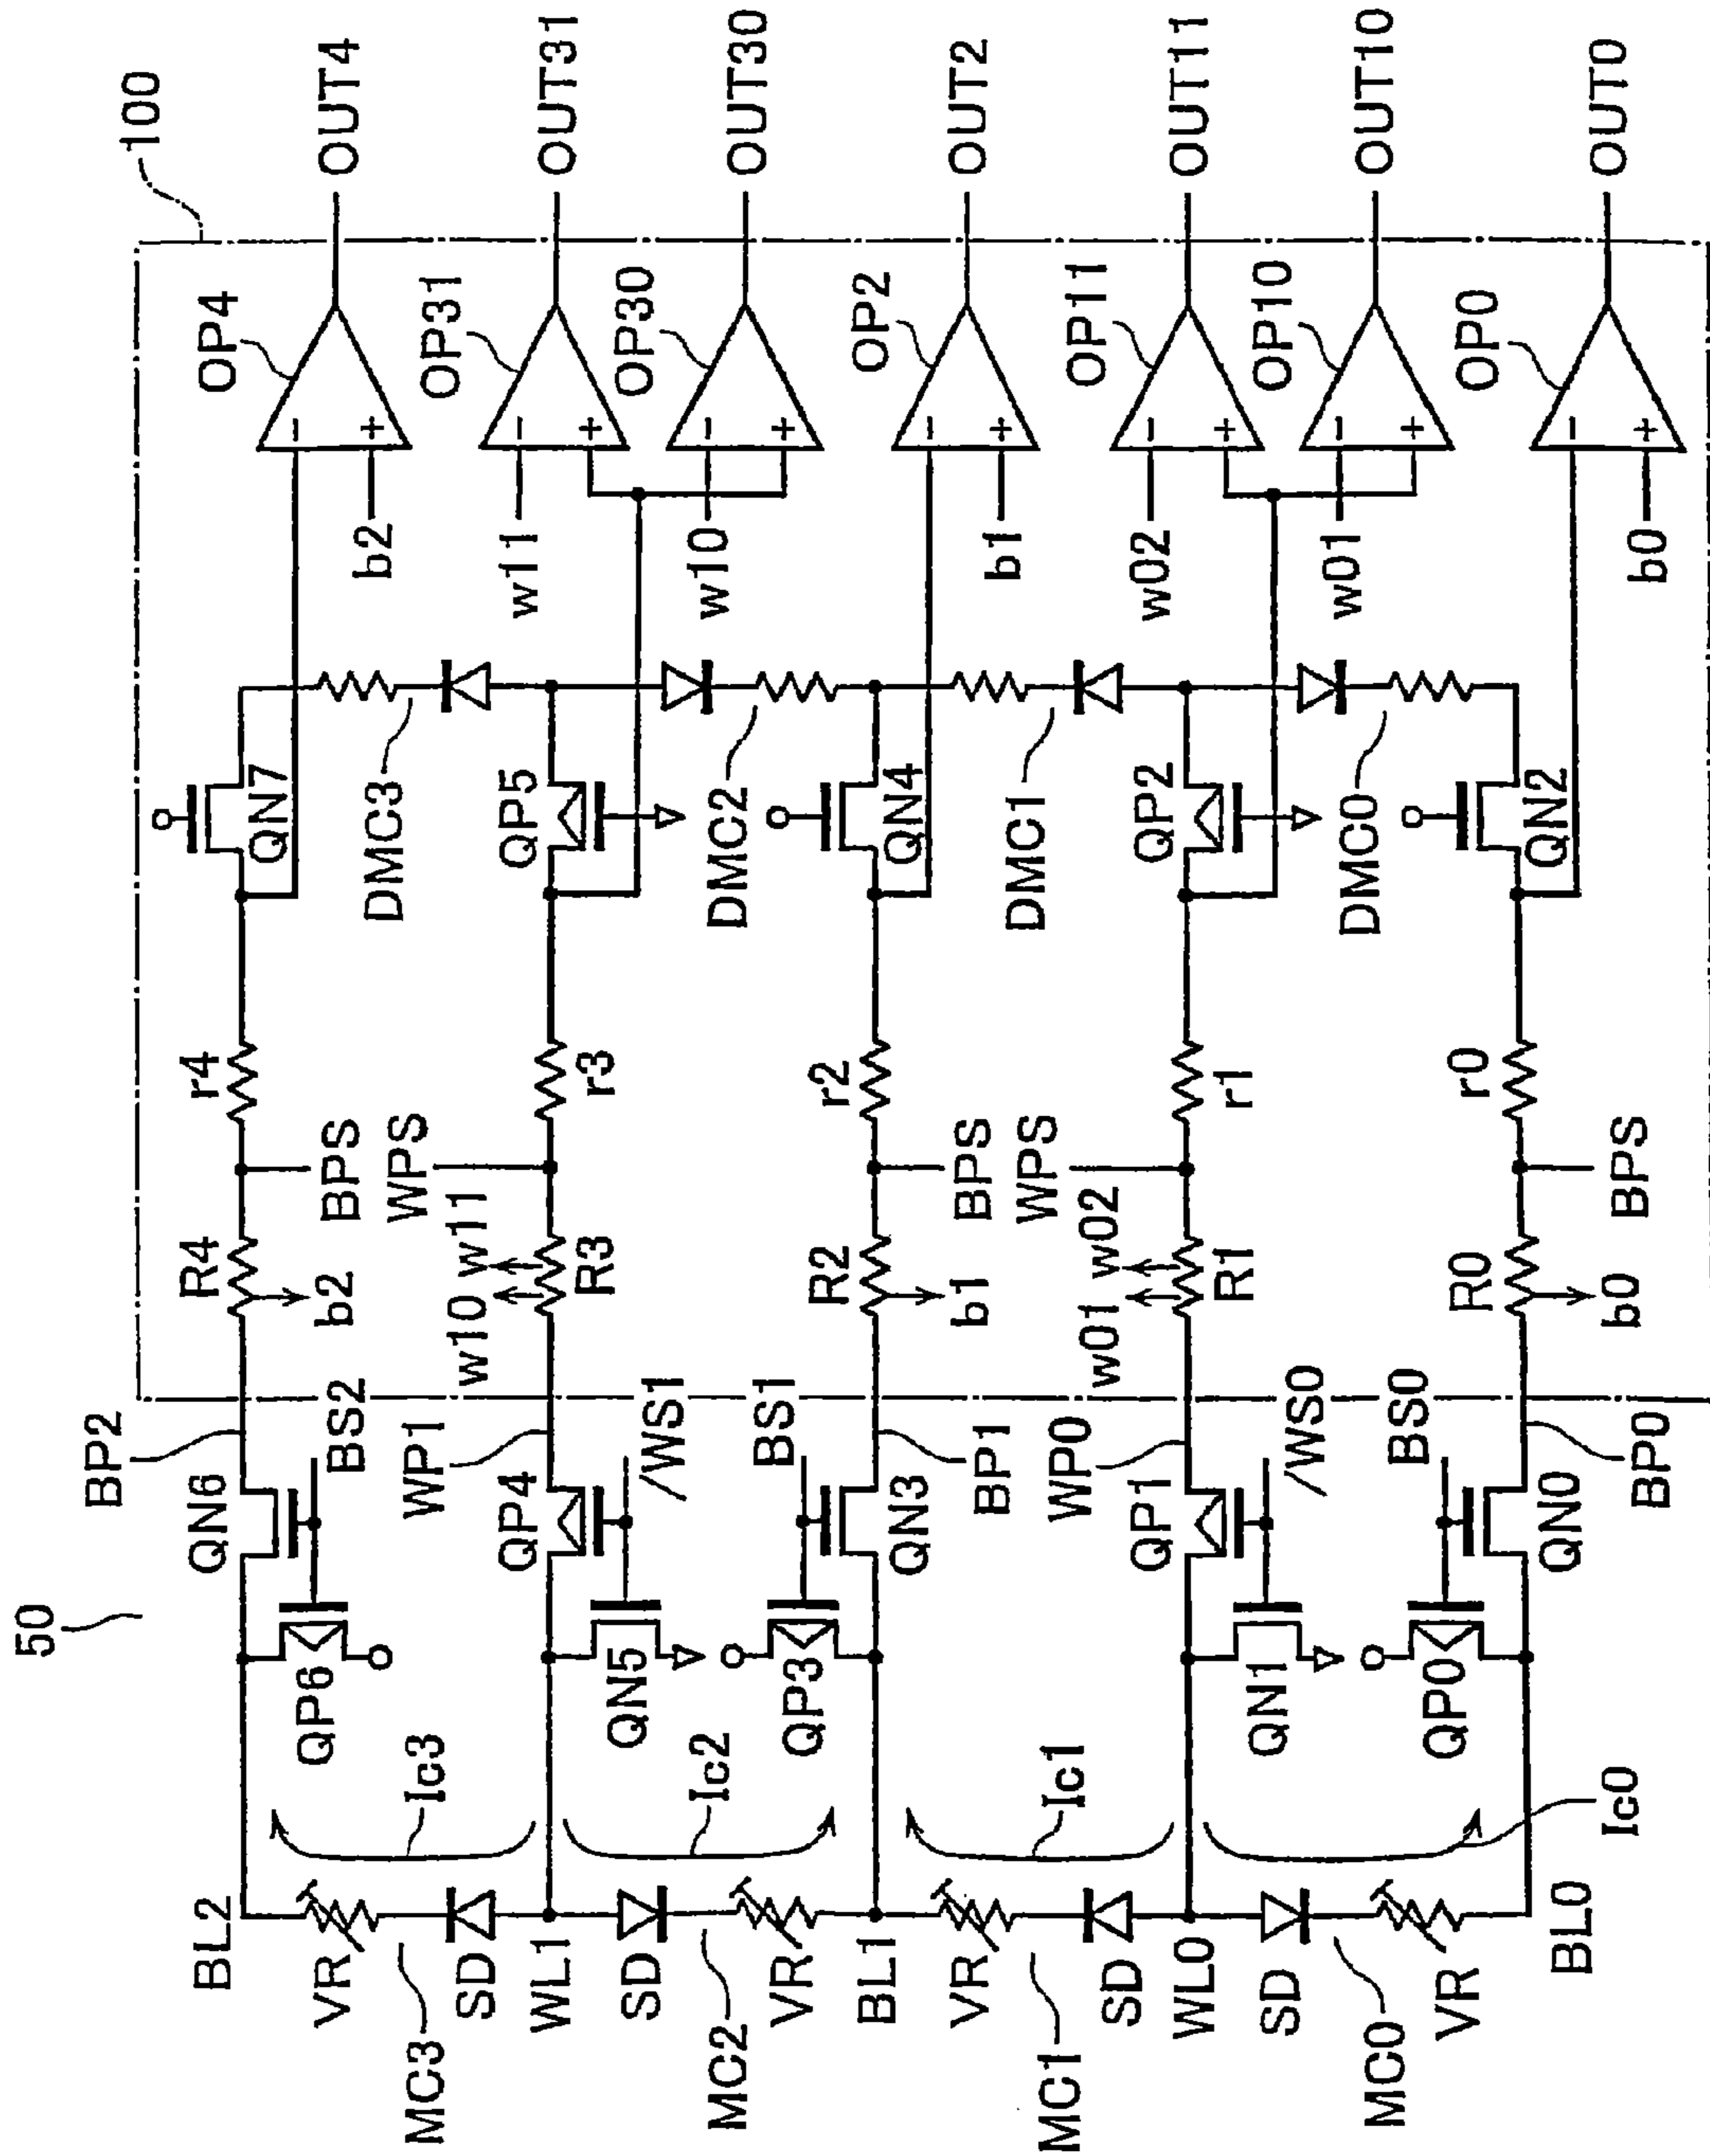 100
OUT4
OUT31
OUT30
OUT2
OUT11
OUT10
OUT0
OP4
OP31
OP30
OP2
OP11
OP10
OP0
-
+
-
+
-
+
-
+
-
+
-
+
-
+
b2
w11
w10
b1
w02
w01
b0
QN7
DMC3
QP5
DMC2
QN4
DMC1
QP2
DMC0
QN2
r4
r3
r2
r1
r0
BPS
WPS
BPS
WPS
BPS
R4
b2
w10
w11
R3
R2
b1
w01
w02
R1
R0
b0
BP2
BS2
WP1
/WS1
BS1
BP1
WP0
/WS0
BS0
BP0
50
QN6
QP6
QP4
QN5
QP3
QN3
QP1
QN1
QP0
QN0
Ic3
Ic2
Ic1
Ic0
BL2
VR
SD
WL1
SD
VR
BL1
VR
SD
WL0
SD
VR
BL0
MC3
MC2
MC1
MC0